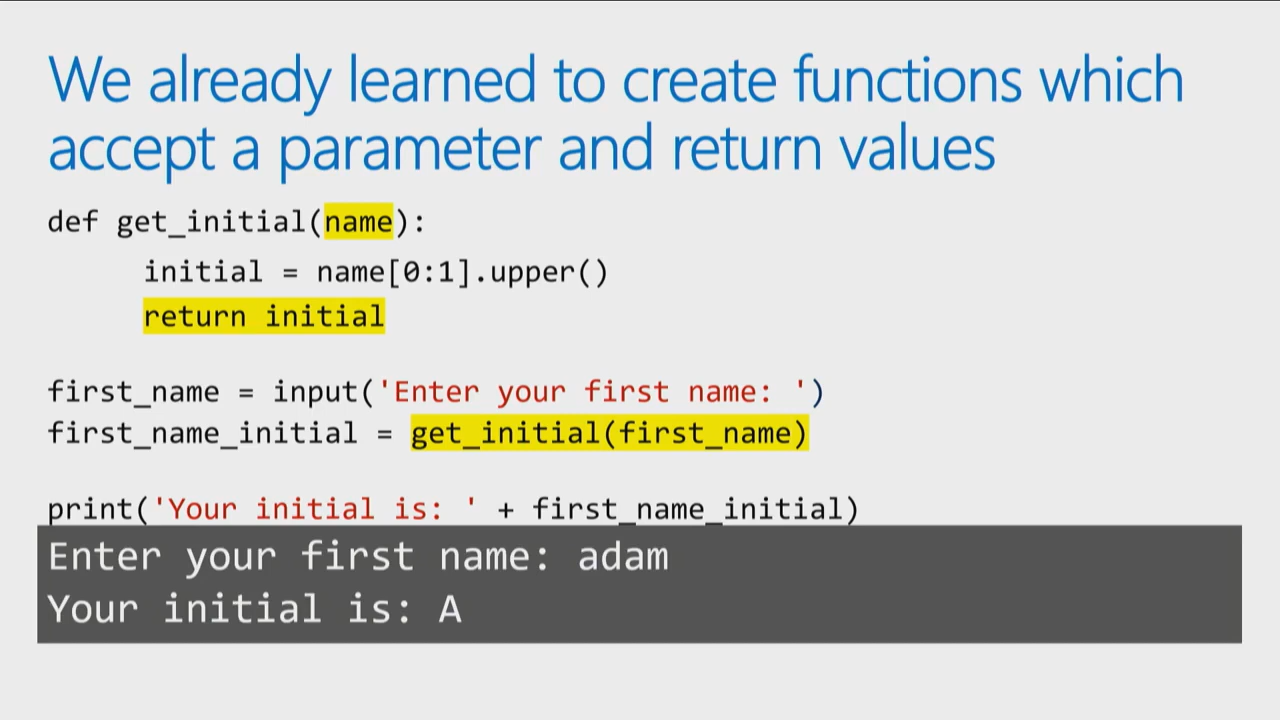 We already learned to create functions which
accept a parameter and return values
def get_initial(name):
initial = name[0:1].upper()
return initial
first_name = input('Enter your first name: ')
first_name_initial = get_initial(first_name)
print('Your initial is: ' + first_name_initial)
Enter your first name: adam
Your initial is: A